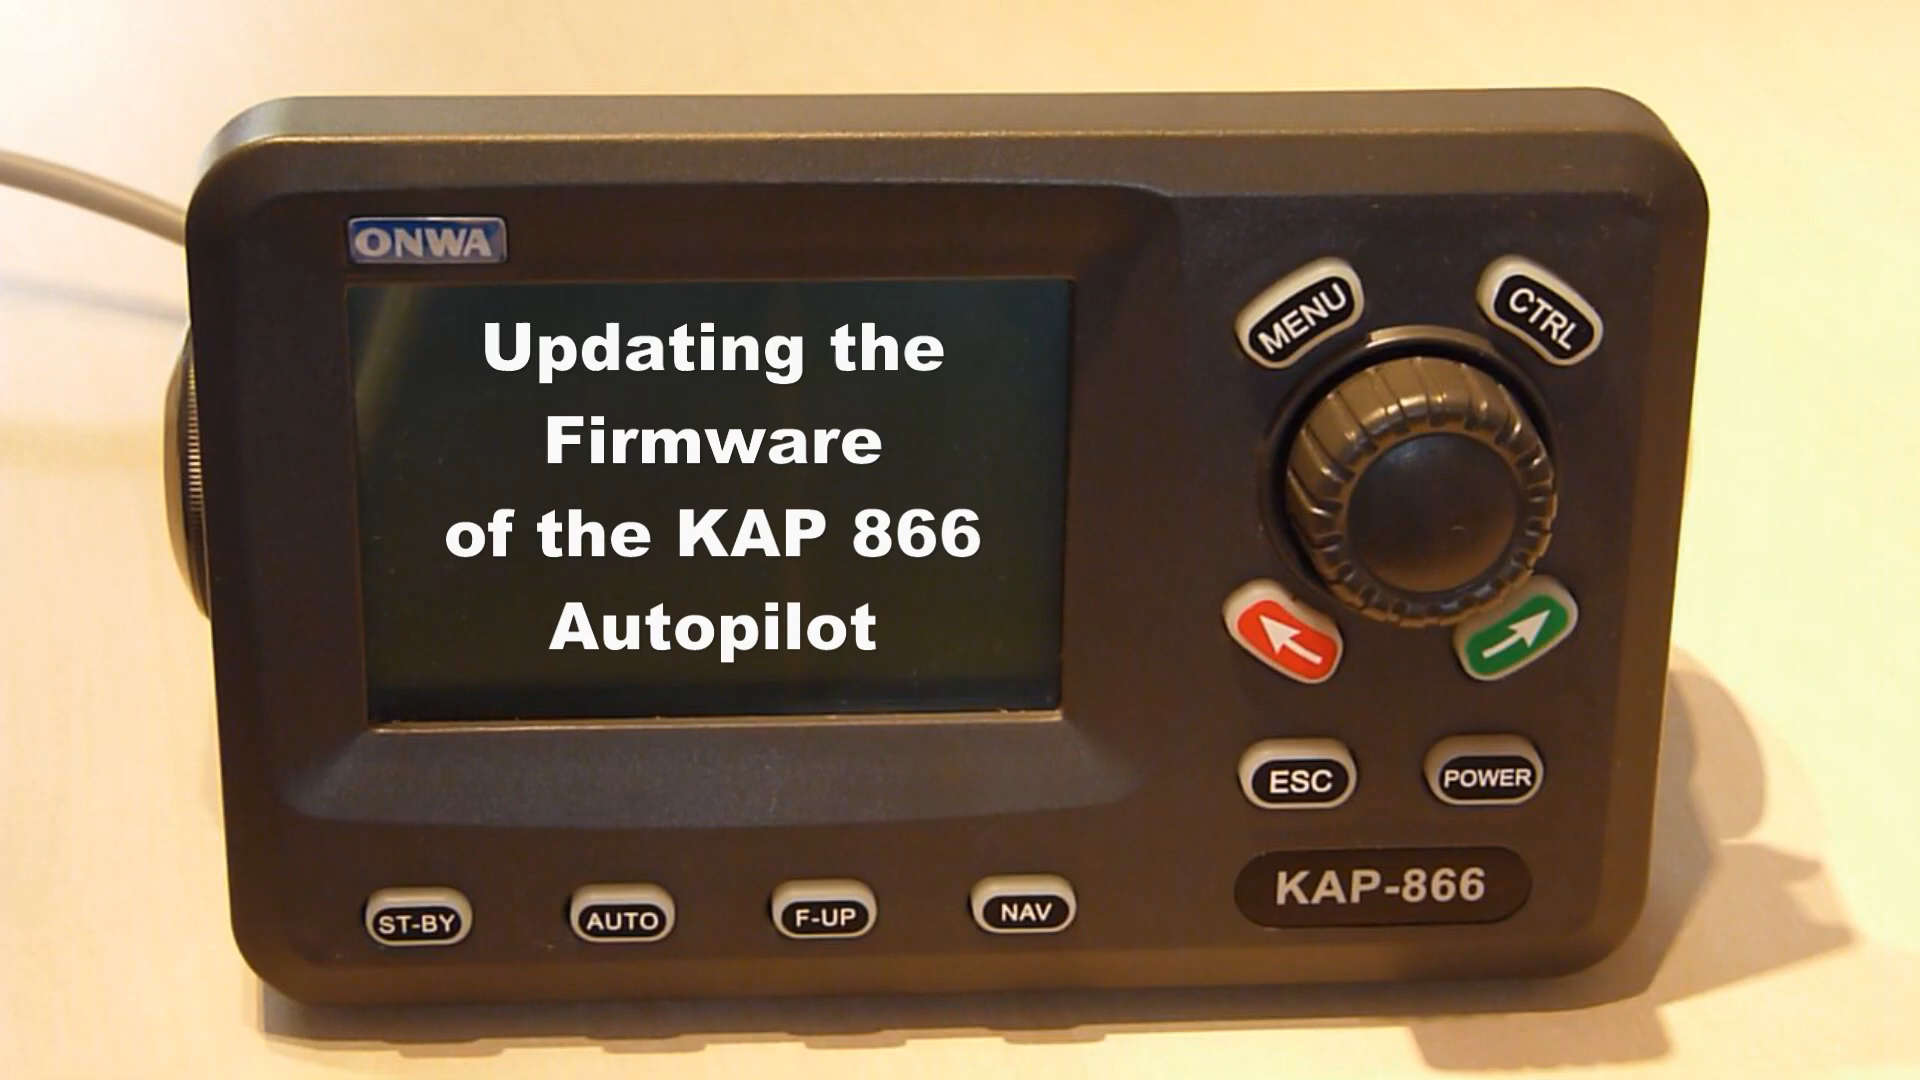 ONWA
Updating the
Firmware
of the KAP 866
Autopilot
MENU
CTRL
ESC
POWER
KAP-866
ST-BY
AUTO
F-UP
NAV